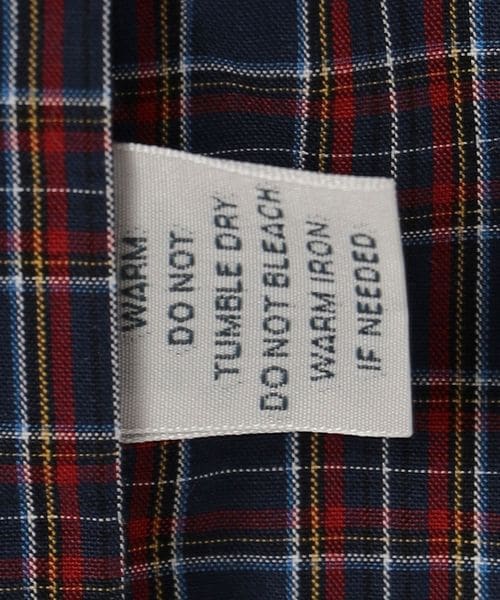 WARM
DO NOT
TUMBLE DRY
DO NOT BLEACH
WARM IRON
IF NEEDED